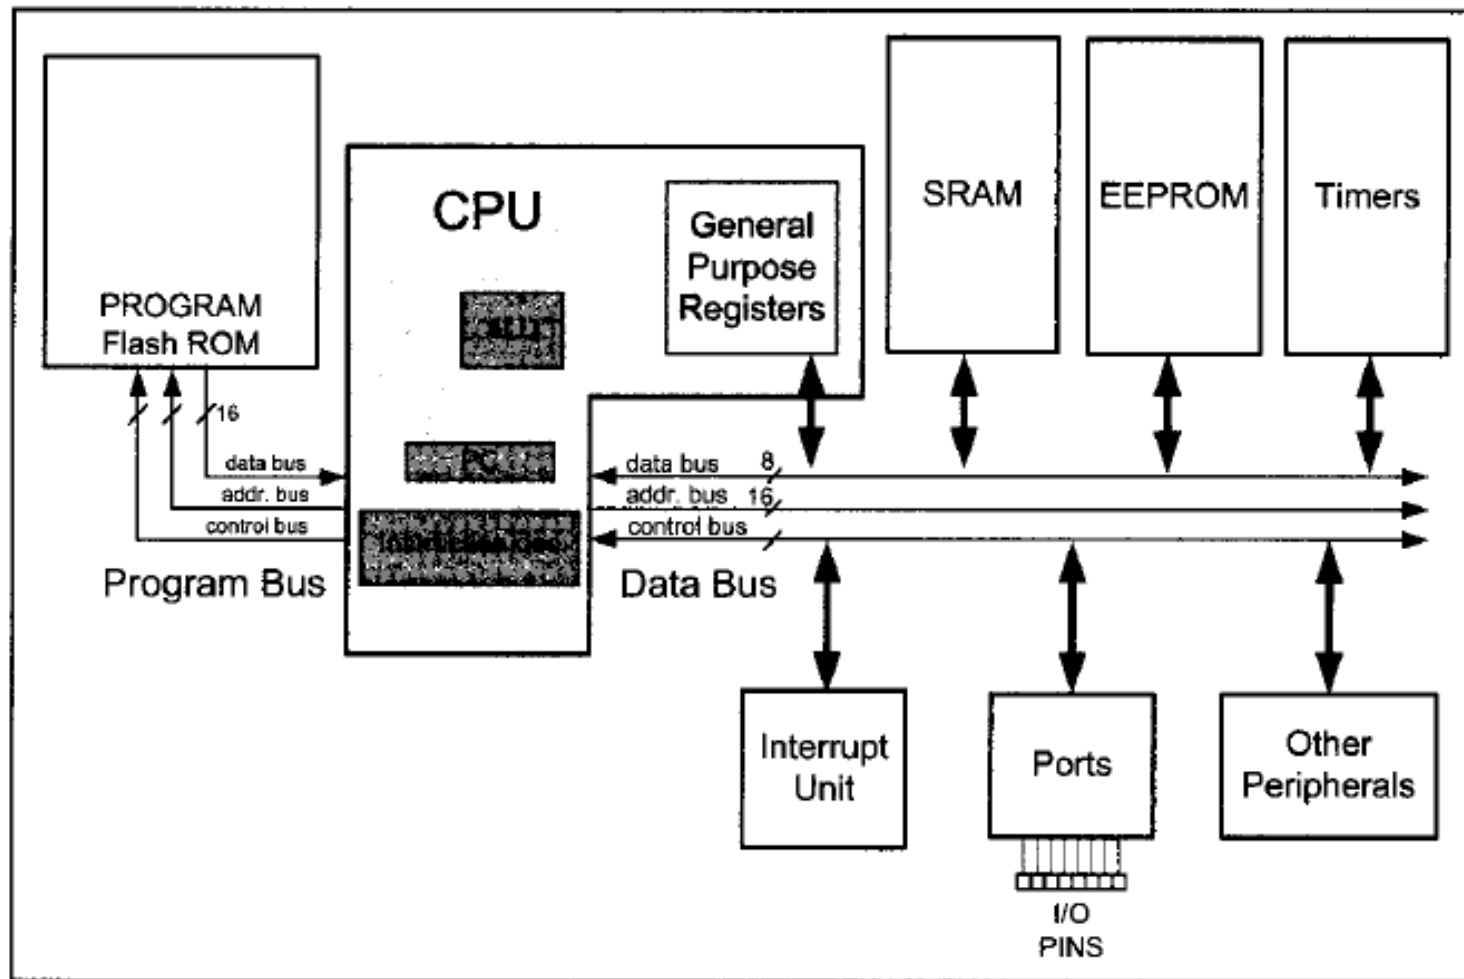 PROGRAM
Flash ROM
16
data bus
addr. bus
control bus
Program Bus
CPU
PC
General
Purpose
Registers
SRAM
EEPROM
Timers
data bus 8
addr. bus 16
control bus
Data Bus
Interrupt
Unit
Ports
I/O
PINS
Other
Peripherals